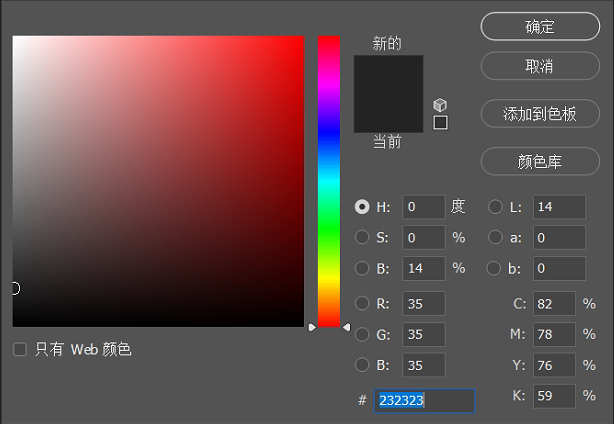 确定
新的
取消
添加到色板
当前
颜色库
H: 0 度
L: 14
S: 0 %
a: 0
B: 14 %
b: 0
R: 35
C: 82 %
G: 35
M: 78 %
只有 Web 颜色
B: 35
Y: 76 %
# 232323
K: 59 %